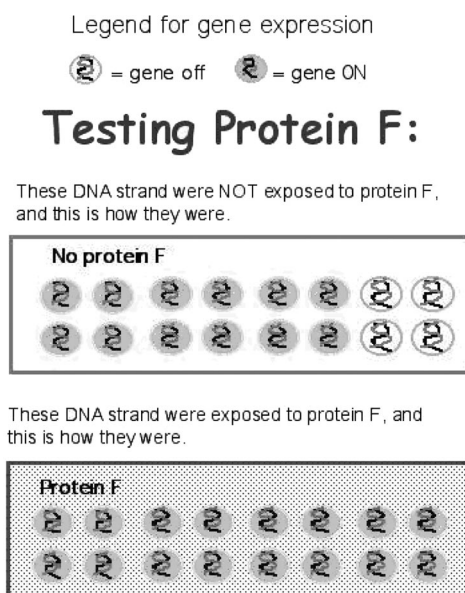 Legend for gene expression
= gene off = gene ON
Testing Protein F:
These DNA strand were NOT exposed to protein F,
and this is how they were.
No protein F
These DNA strand were exposed to protein F, and
this is how they were.
Protein F